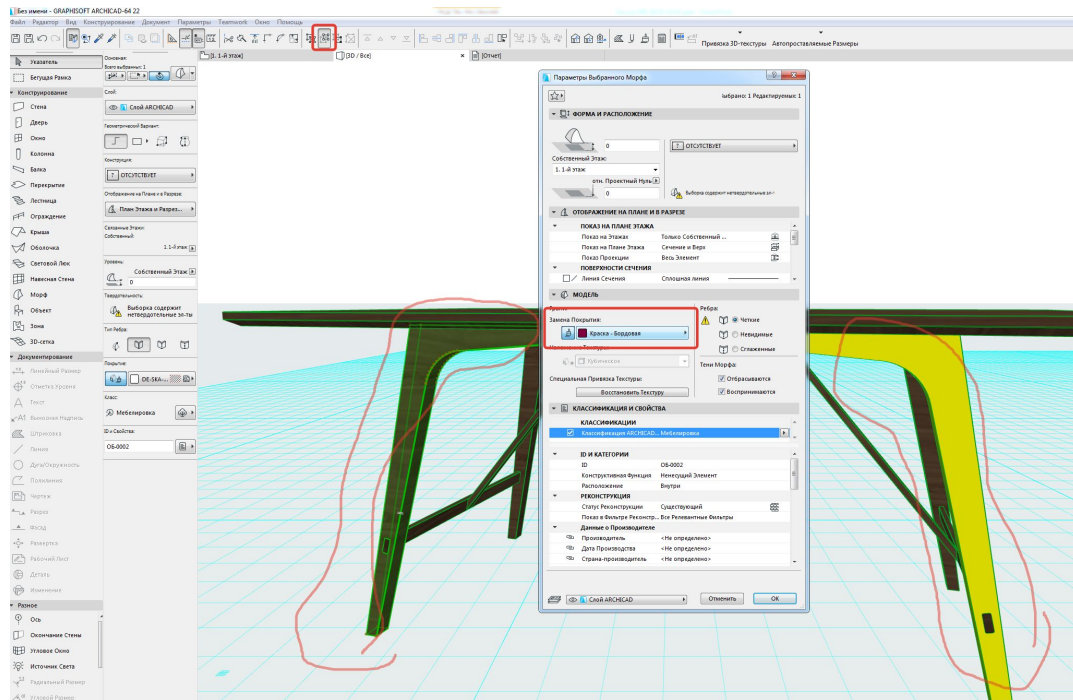 Без имени - GRAPHISOFT ARCHICAD-64 22
Файл Редактор Вид Конструирование Документ Параметры Teamwork Окно Помощь
Привязка 3D-текстуры Автопроставляемые Размеры
[1. 1-й этаж]
(3D / Все)
[Отчет]
Указатель
Бегущая Рамка
Конструирование
Стена
Дверь
Окно
Колонна
Балка
Перекрытие
Лестница
Ограждение
Крыша
Оболочка
Световой Люк
Навесная Стена
Морф
Объект
Зона
3D-сетка
Документирование
Линейный Размер
Отметка Уровня
Текст
Выносная Надпись
Штриховка
Линия
Дуга/Окружность
Полилиния
Чертеж
Разрез
Фасад
Развертка
Рабочий Лист
Деталь
Изменение
Разное
Ось
Окончание Стены
Угловое Окно
Источник Света
Радиальный Размер
Угловой Размер
Основная:
Всего выбранных: 1
Слой:
Слой ARCHICAD
Геометрический Вариант:
Конструкция:
ОТСУТСТВУЕТ
Отображение на Плане и в Разрезе:
План Этажа и Разрез...
Связанные Этажи:
Собственный:
1.1-й этаж
Уровень:
Собственный Этаж
0
Твердотельность:
Выборка содержит
нетвердотельные эл-ты
Тип Ребра:
Покрытие:
DE-SKA-...
Класс:
Мебелировка
ID и Свойства:
ОБ-0002
Параметры Выбранного Морфа
Выбрано: 1 Редактируемых: 1
ФОРМА И РАСПОЛОЖЕНИЕ
0
ОТСУТСТВУЕТ
Собственный Этаж:
1. 1-й этаж
отн. Проектный Нуль
0
Выборка содержит нетвердотельные эл-т
ОТОБРАЖЕНИЕ НА ПЛАНЕ И В РАЗРЕЗЕ
ПОКАЗ НА ПЛАНЕ ЭТАЖА
Показ на Этажах Только Собственный ...
Показ на Плане Этажа Сечение и Верх
Показ Проекции Весь Элемент
ПОВЕРХНОСТИ СЕЧЕНИЯ
Линия Сечения Сплошная линия
МОДЕЛЬ
Грани:
Ребра:
Замена Покрытия:
Четкие
Краска - Бордовая
Невидимые
Наложение Текстуры:
Сглаженные
Кубическое
Тени Морфа:
Специальная Привязка Текстуры:
Отбрасываются
Восстановить Текстуру
Воспринимаются
КЛАССИФИКАЦИЯ И СВОЙСТВА
КЛАССИФИКАЦИИ
Классификация ARCHICAD... Мебелировка
ID И КАТЕГОРИИ
ID ОБ-0002
Конструктивная Функция Ненесущий Элемент
Расположение Внутри
РЕКОНСТРУКЦИЯ
Статус Реконструкции Существующий
Показ в Фильтре Реконстр... Все Релевантные Фильтры
Данные о Производителе
Производитель <Не определено>
Дата Производства <Не определено>
Страна-производитель <Не определено>
Слой ARCHICAD
Отменить
ОК